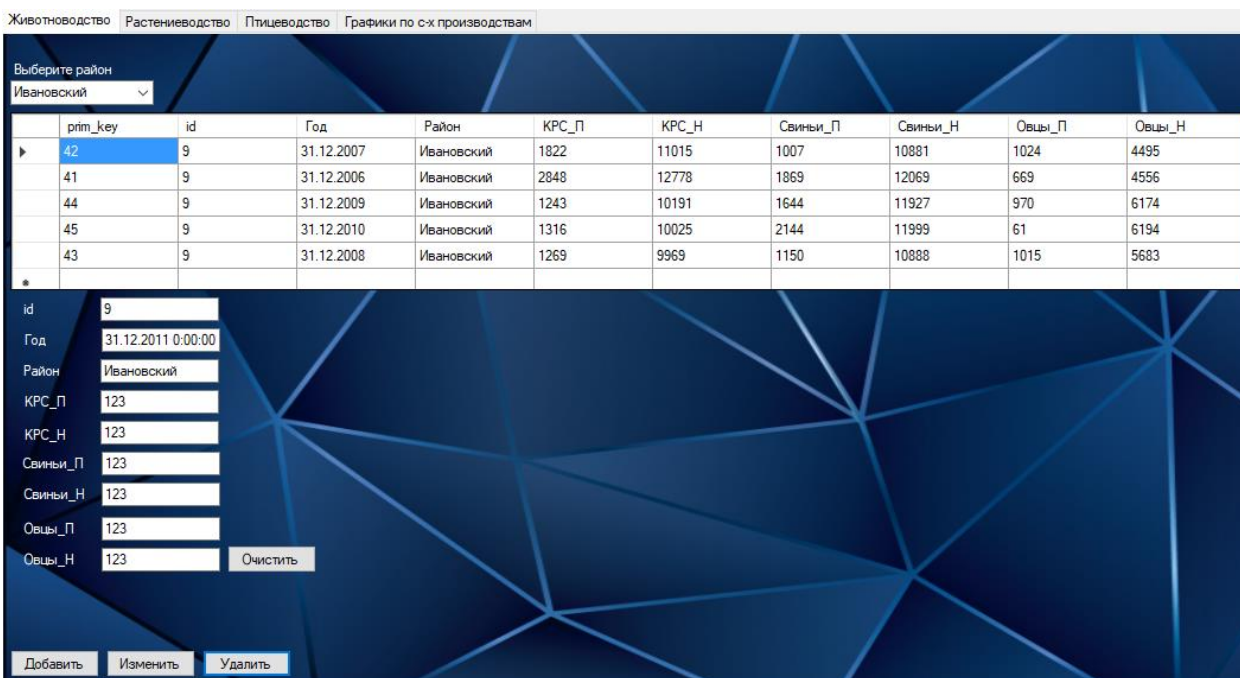 Животноводство Растениеводство Птицеводство Графики по с-х производствам
Выберите район
Ивановский
prim_key id Год Район КРС_П КРС_Н Свиньи_П Свиньи_Н Овцы_П Овцы_Н
42 9 31.12.2007 Ивановский 1822 11015 1007 10881 1024 4495
41 9 31.12.2006 Ивановский 2848 12778 1869 12069 669 4556
44 9 31.12.2009 Ивановский 1243 10191 1644 11927 970 6174
45 9 31.12.2010 Ивановский 1316 10025 2144 11999 61 6194
43 9 31.12.2008 Ивановский 1269 9969 1150 10888 1015 5683
id 9
Год 31.12.2011 0:00:00
Район Ивановский
КРС_П 123
КРС_Н 123
Свиньи_П 123
Свиньи_Н 123
Овцы_П 123
Овцы_Н 123 Очистить
Добавить Изменить Удалить